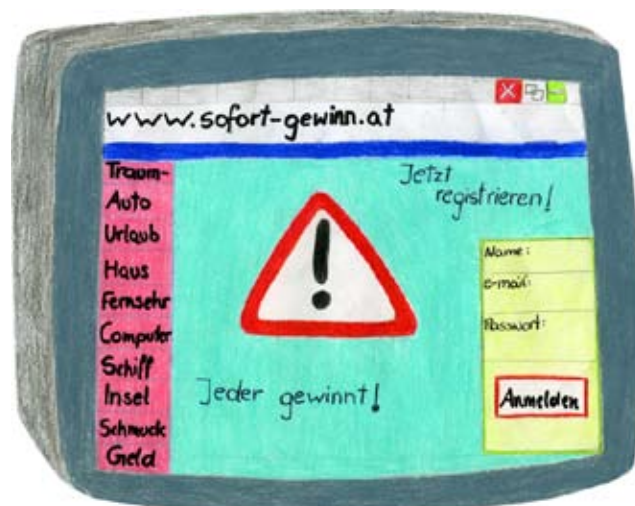 www.sofort-gewinn.at
Traum-
Auto
Urlaub
Haus
Fernsehr
Computer
Schiff
Insel
Schmuck
Geld
Jetzt
registrieren!
Jeder gewinnt!
Name:
e-mail:
Passwort:
Anmelden